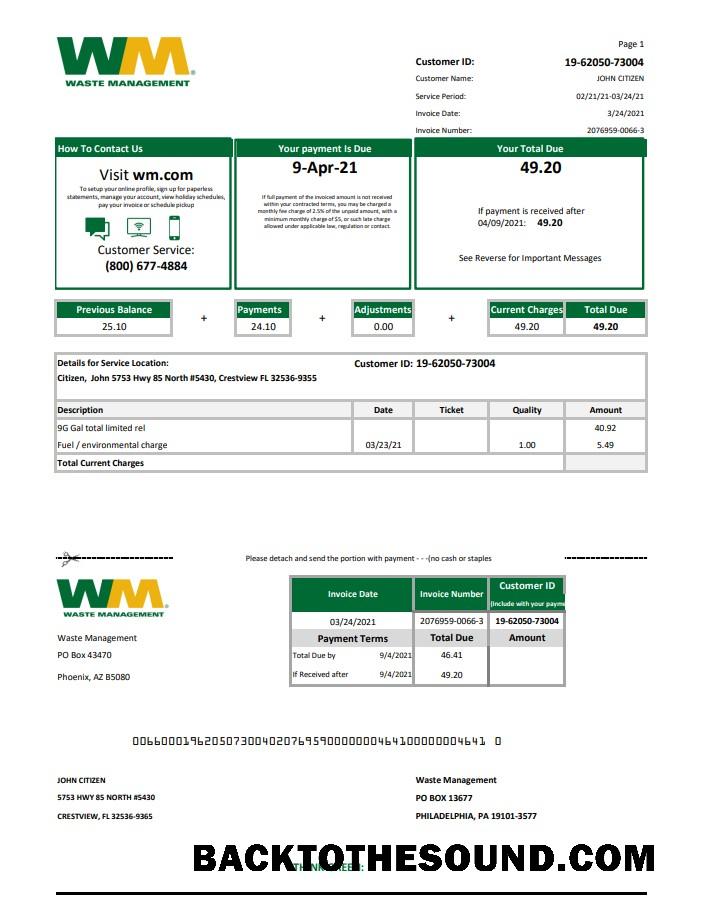 WM
WASTE MANAGEMENT
Page 1
Customer ID: 19-62050-73004
Customer Name: JOHN CITIZEN
Service Period: 02/21/21-03/24/21
Invoice Date: 3/24/2021
Invoice Number: 2076959-0066-3
How To Contact Us
Visit wm.com
To setup your online profile, sign up for paperless
statements, manage your account, view holiday schedules,
pay your invoice or schedule pickup
Customer Service:
(800) 677-4884
Your payment Is Due
9-Apr-21
If full payment of the invoiced amount is not received
within your contracted terms, you may be charged a
monthly fee charge of 2.5% of the unpaid amount, with a
minimum monthly charge of $5, or such late charge
allowed under applicable law, regulation or contact.
Your Total Due
49.20
If payment is received after
04/09/2021: 49.20
See Reverse for Important Messages
Previous Balance Payments Adjustments Current Charges Total Due
25.10 + 24.10 + 0.00 + 49.20 49.20
Details for Service Location: Customer ID: 19-62050-73004
Citizen, John 5753 Hwy 85 North #5430, Crestview FL 32536-9355
Description Date Ticket Quality Amount
9G Gal total limited rel 40.92
Fuel / environmental charge 03/23/21 1.00 5.49
Total Current Charges
Please detach and send the portion with payment - - -(no cash or staples
WM
WASTE MANAGEMENT
Waste Management
PO Box 43470
Phoenix, AZ B5080
Invoice Date Invoice Number Customer ID
(Include with your payme
03/24/2021 2076959-0066-3 19-62050-73004
Payment Terms Total Due Amount
Total Due by 9/4/2021 46.41
If Received after 9/4/2021 49.20
0066000196205073004020769590000000464100000004641 0
JOHN CITIZEN
5753 HWY 85 NORTH #5430
CRESTVIEW, FL 32536-9365
Waste Management
PO BOX 13677
PHILADELPHIA, PA 19101-3577
BACKTOTHESOUND.COM